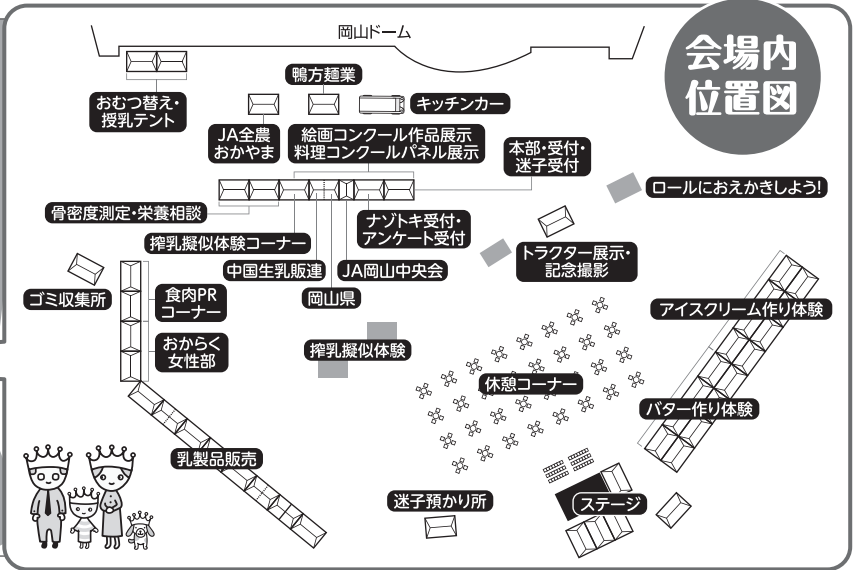 岡山ドーム
会場内
位置図
鴨方麺業
おむつ替え・
授乳テント
キッチンカー
JA全農
おかやま
絵画コンクール作品展示
料理コンクールパネル展示
本部・受付・
迷子受付
ロールにおえかきしよう!
骨密度測定・栄養相談
ナゾトキ受付・
アンケート受付
搾乳擬似体験コーナー
トラクター展示・
記念撮影
中国生乳販連
JA岡山中央会
ゴミ収集所
岡山県
食肉PR
コーナー
アイスクリーム作り体験
おからく
女性部
搾乳擬似体験
休憩コーナー
バター作り体験
乳製品販売
迷子預かり所
ステージ